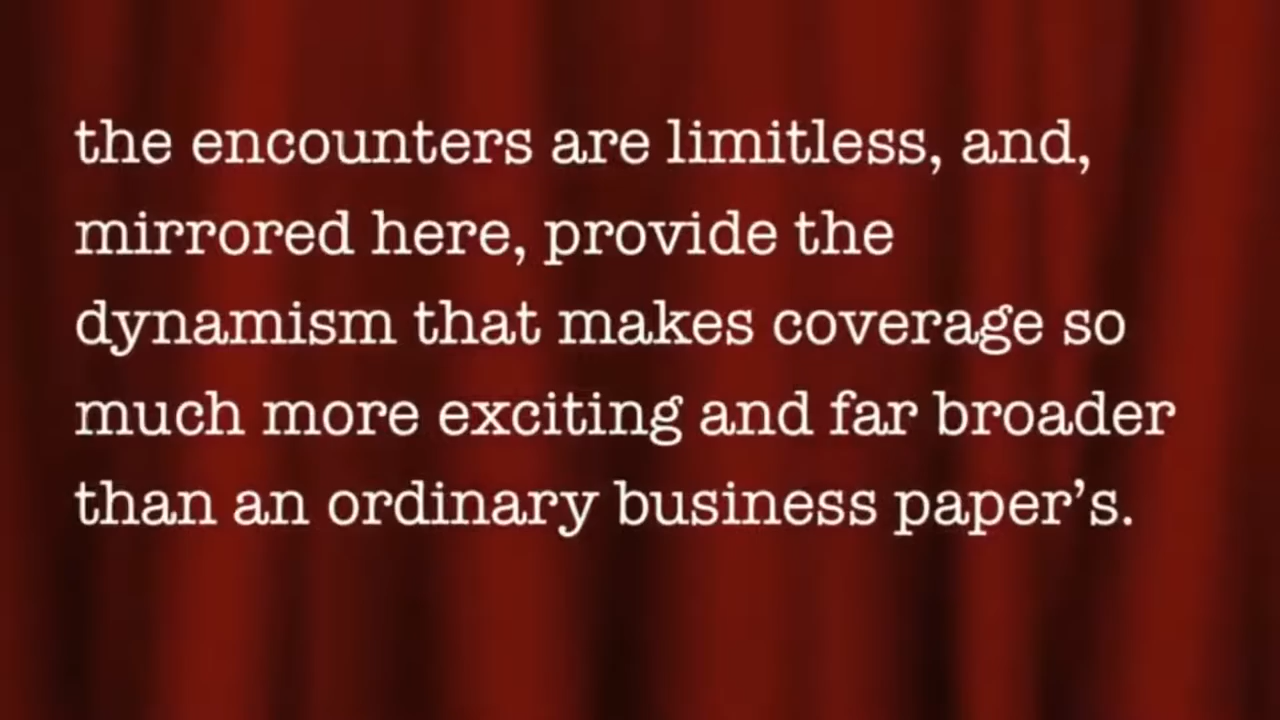 the encounters are limitless, and,
mirrored here, provide the
dynamism that makes coverage so
much more exciting and far broader
than an ordinary business paper’s.